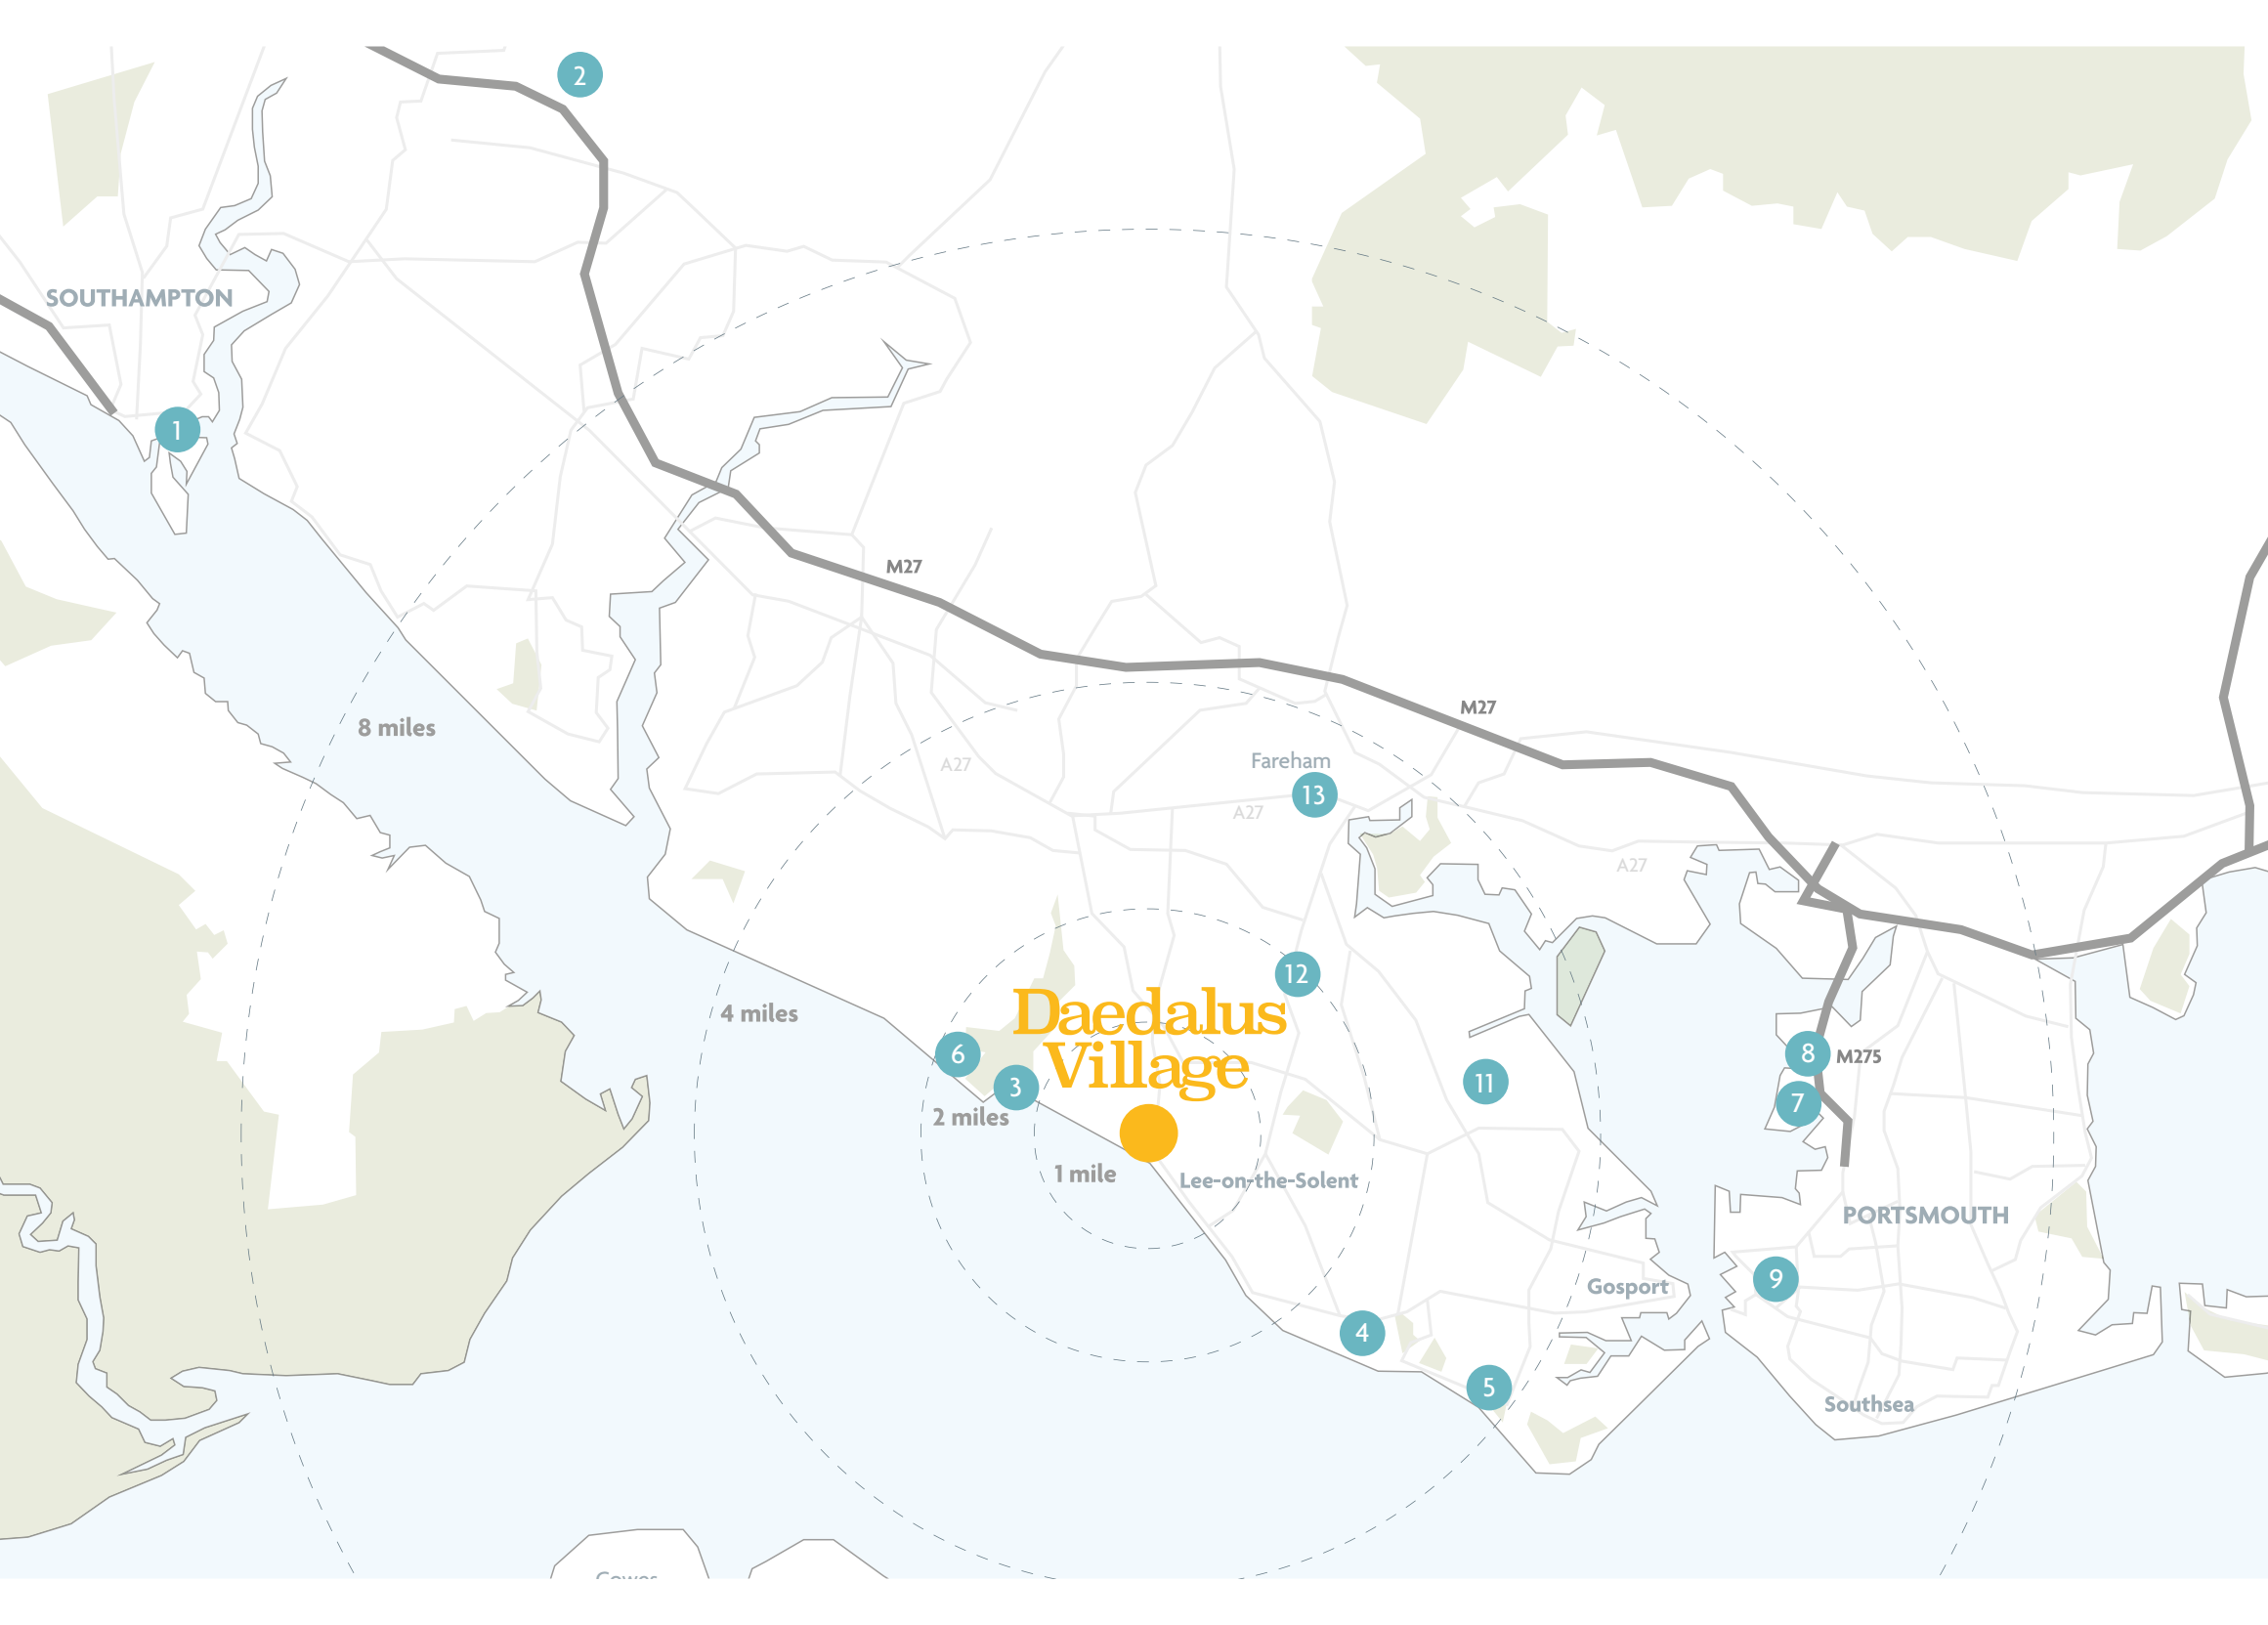 2
SOUTHAMPTON
1
M27
8 miles
M27
A27
Fareham
13
A27
A27
12
Daedalus
Village
4 miles
6
3
8
M275
11
7
2 miles
1 mile
Lee-on-the-Solent
PORTSMOUTH
9
Gosport
4
5
Southsea
Cowes